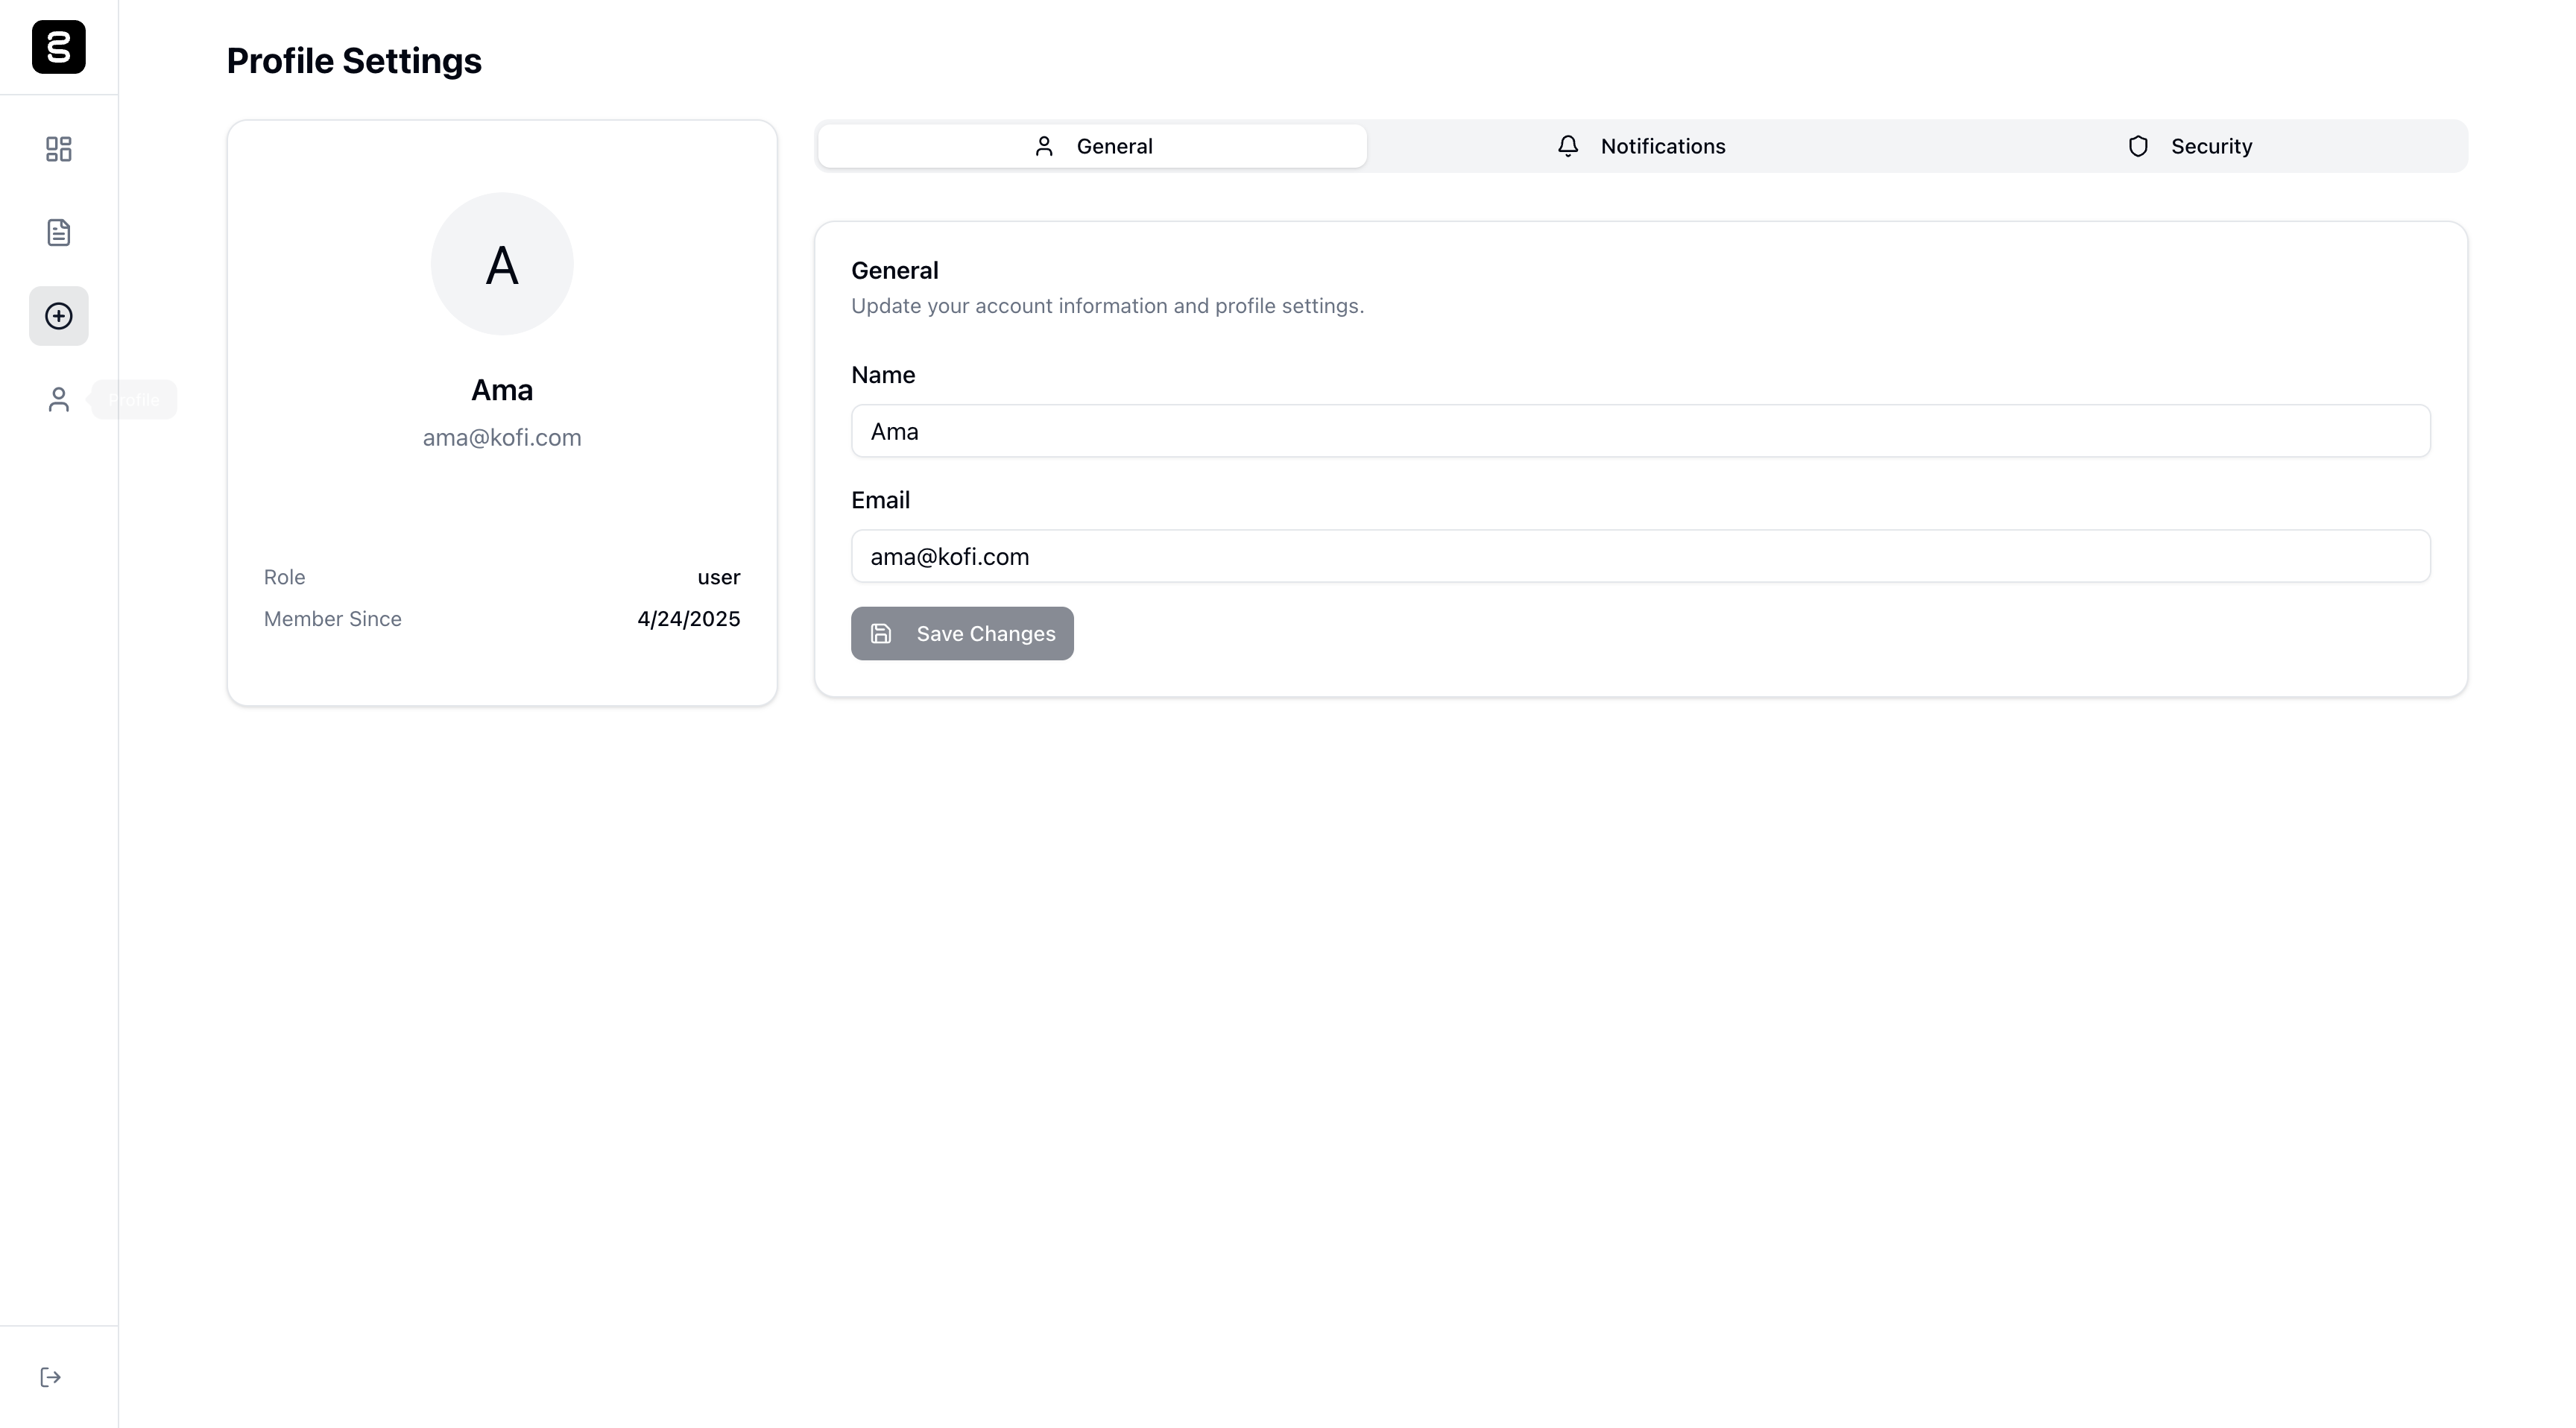 Profile Settings
General
Notifications
Security
A
Ama
ama@kofi.com
Role
user
Member Since
4/24/2025
General
Update your account information and profile settings.
Name
Ama
Email
ama@kofi.com
Save Changes
Profile